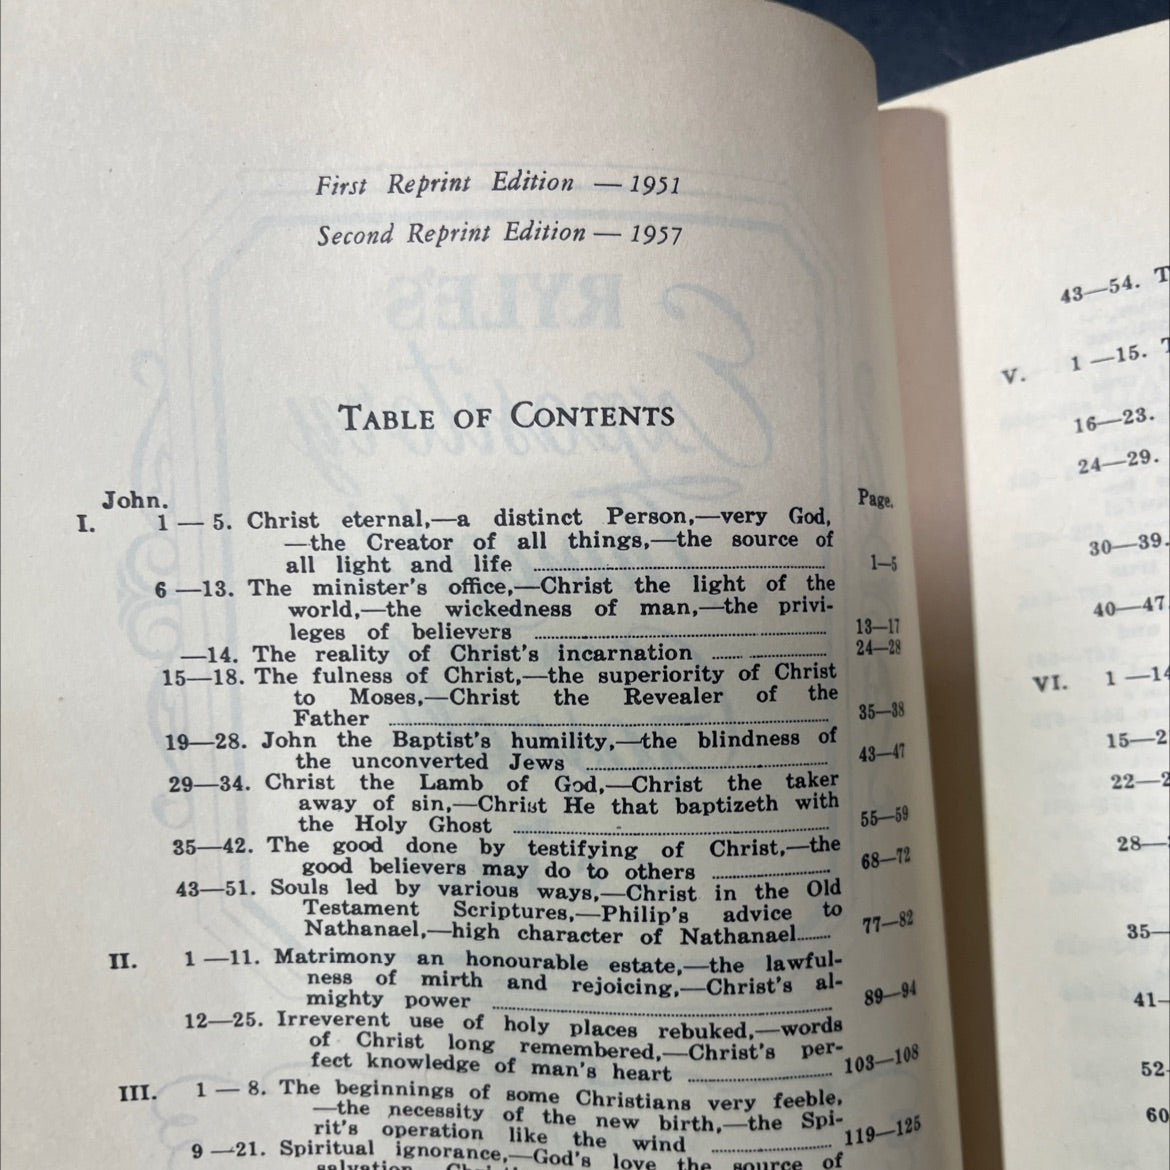 First Reprint Edition — 1951
Second Reprint Edition — 1957
TABLE OF CONTENTS
John. Page.
I. 1 — 5. Christ eternal,—a distinct Person,—very God,
—the Creator of all things,—the source of
all light and life 1—5
6 —13. The minister's office,—Christ the light of the
world,—the wickedness of man,—the privi-
leges of believers 13—17
—14. The reality of Christ's incarnation 24—28
15—18. The fulness of Christ,—the superiority of Christ
to Moses,—Christ the Revealer of the
Father 35—38
19—28. John the Baptist's humility,—the blindness of
the unconverted Jews 43—47
29—34. Christ the Lamb of God,—Christ the taker
away of sin,—Christ He that baptizeth with
the Holy Ghost 55—59
35—42. The good done by testifying of Christ,—the
good believers may do to others 68—72
43—51. Souls led by various ways,—Christ in the Old
Testament Scriptures,—Philip's advice to
Nathanael,—high character of Nathanael 77—82
II. 1 —11. Matrimony an honourable estate,—the lawful-
ness of mirth and rejoicing,—Christ's al-
mighty power 89—94
12—25. Irreverent use of holy places rebuked,—words
of Christ long remembered,—Christ's per-
fect knowledge of man's heart 103—108
III. 1 — 8. The beginnings of some Christians very feeble,
—the necessity of the new birth,—the Spi-
rit's operation like the wind 119—125
9 —21. Spiritual ignorance,—God's love the source of
salvation,
43—54. T
V. 1 —15. T
16—23.
24—29.
30—39.
40—47.
VI. 1 —14
15—2
22—2
28—
35—
41—
52-
60